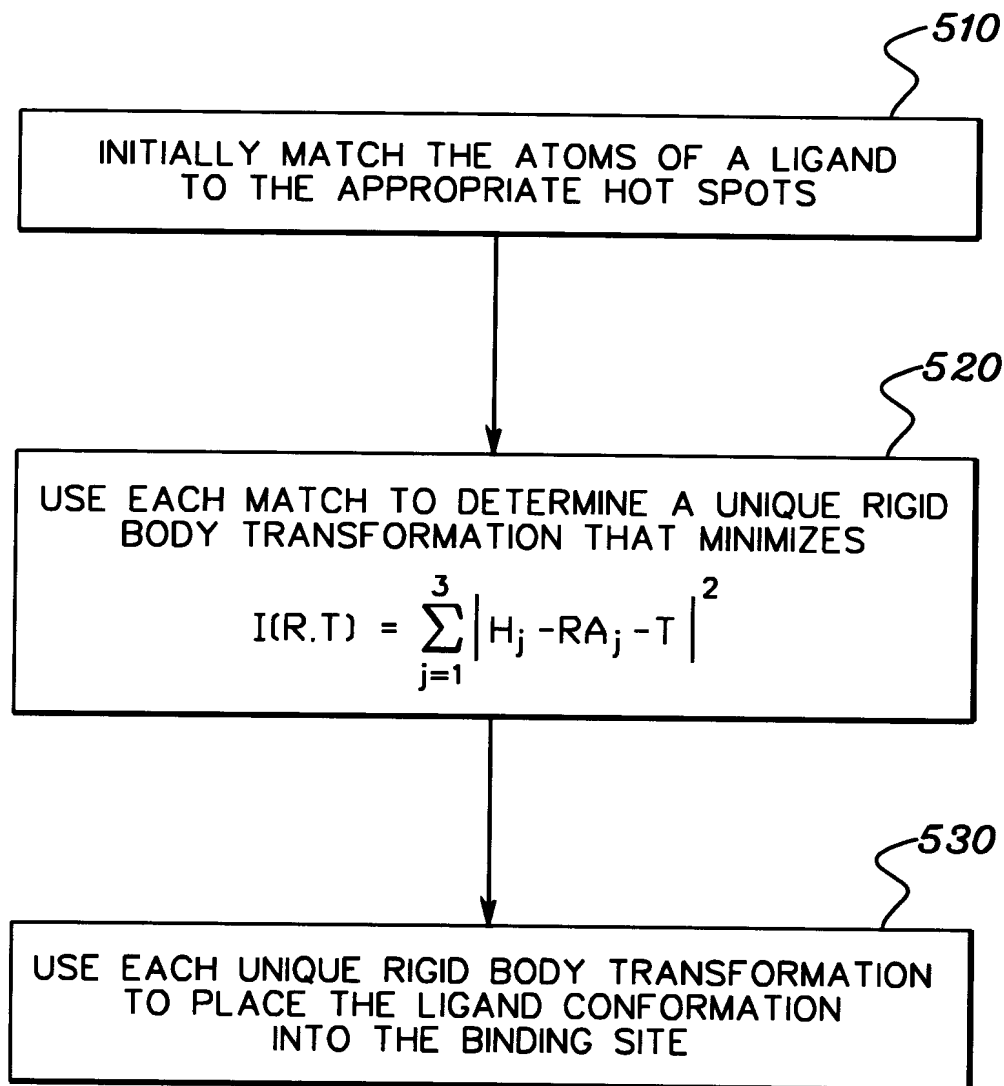 510
INITIALLY MATCH THE ATOMS OF A LIGAND
TO THE APPROPRIATE HOT SPOTS
520
USE EACH MATCH TO DETERMINE A UNIQUE RIGID
BODY TRANSFORMATION THAT MINIMIZES
I(R.T) = ∑_{j=1}^{3} |H_j -RA_j -T|^2
530
USE EACH UNIQUE RIGID BODY TRANSFORMATION
TO PLACE THE LIGAND CONFORMATION
INTO THE BINDING SITE